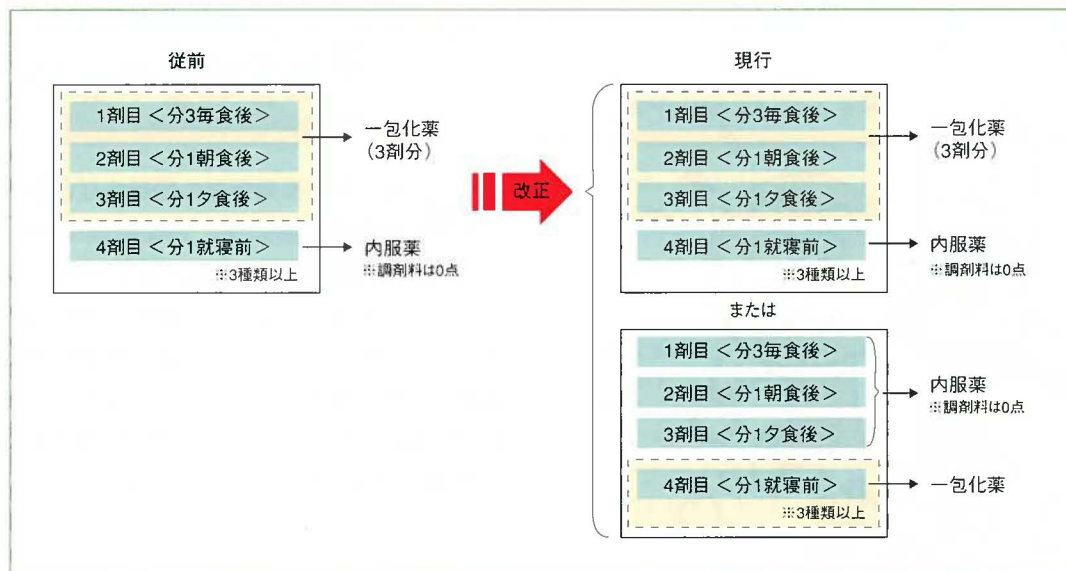 従前
1剤目 <分3毎食後>
2剤目 <分1朝食後>
3剤目 <分1夕食後>
一包化薬
(3剤分)
4剤目 <分1就寝前>
※3種類以上
内服薬
※調剤料は0点
改正
現行
1剤目 <分3毎食後>
2剤目 <分1朝食後>
3剤目 <分1夕食後>
一包化薬
(3剤分)
4剤目 <分1就寝前>
※3種類以上
内服薬
※調剤料は0点
または
1剤目 <分3毎食後>
2剤目 <分1朝食後>
3剤目 <分1夕食後>
内服薬
※調剤料は0点
4剤目 <分1就寝前>
※3種類以上
一包化薬